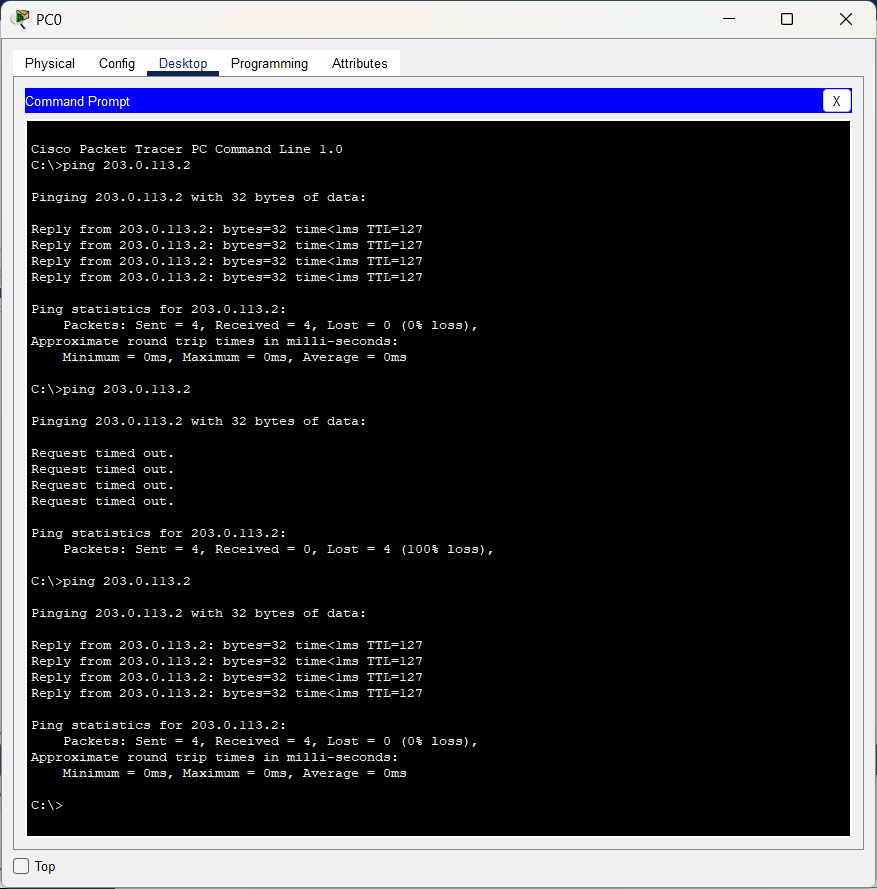 PC0
Physical Config Desktop Programming Attributes
Command Prompt
X
Cisco Packet Tracer PC Command Line 1.0
C:\>ping 203.0.113.2
Pinging 203.0.113.2 with 32 bytes of data:
Reply from 203.0.113.2: bytes=32 time<1ms TTL=127
Reply from 203.0.113.2: bytes=32 time<1ms TTL=127
Reply from 203.0.113.2: bytes=32 time<1ms TTL=127
Reply from 203.0.113.2: bytes=32 time<1ms TTL=127
Ping statistics for 203.0.113.2:
    Packets: Sent = 4, Received = 4, Lost = 0 (0% loss),
Approximate round trip times in milli-seconds:
    Minimum = 0ms, Maximum = 0ms, Average = 0ms
C:\>ping 203.0.113.2
Pinging 203.0.113.2 with 32 bytes of data:
Request timed out.
Request timed out.
Request timed out.
Request timed out.
Ping statistics for 203.0.113.2:
    Packets: Sent = 4, Received = 0, Lost = 4 (100% loss),
C:\>ping 203.0.113.2
Pinging 203.0.113.2 with 32 bytes of data:
Reply from 203.0.113.2: bytes=32 time<1ms TTL=127
Reply from 203.0.113.2: bytes=32 time<1ms TTL=127
Reply from 203.0.113.2: bytes=32 time<1ms TTL=127
Reply from 203.0.113.2: bytes=32 time<1ms TTL=127
Ping statistics for 203.0.113.2:
    Packets: Sent = 4, Received = 4, Lost = 0 (0% loss),
Approximate round trip times in milli-seconds:
    Minimum = 0ms, Maximum = 0ms, Average = 0ms
C:\>
Top